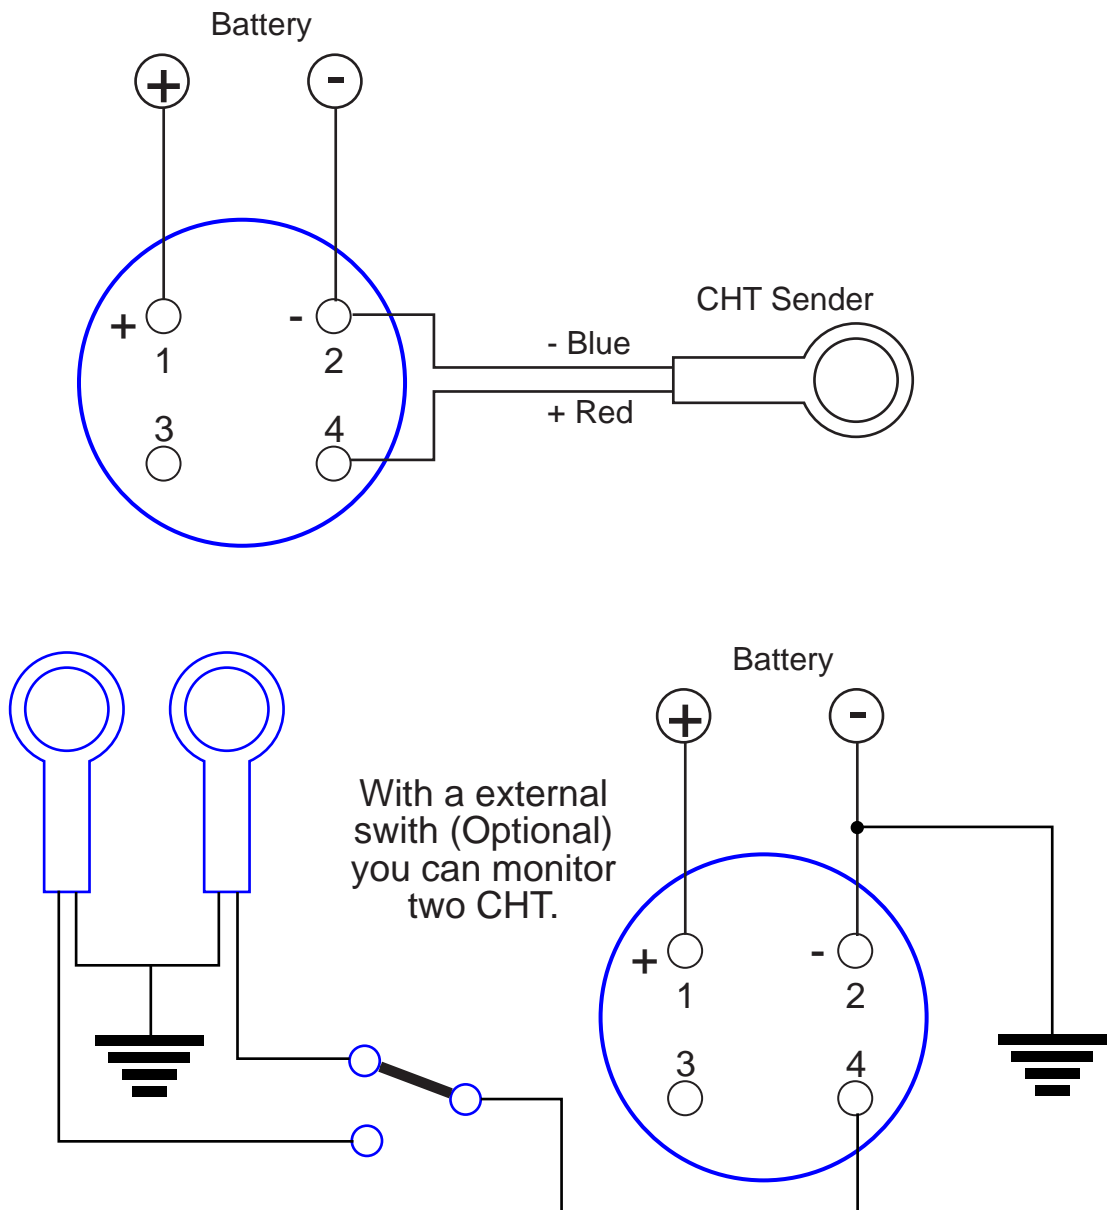 Battery
+ -
+ -
1 2
3 4
CHT Sender
- Blue
+ Red
Battery
+ -
With a external
swith (Optional)
you can monitor
two CHT.
+ -
1 2
3 4